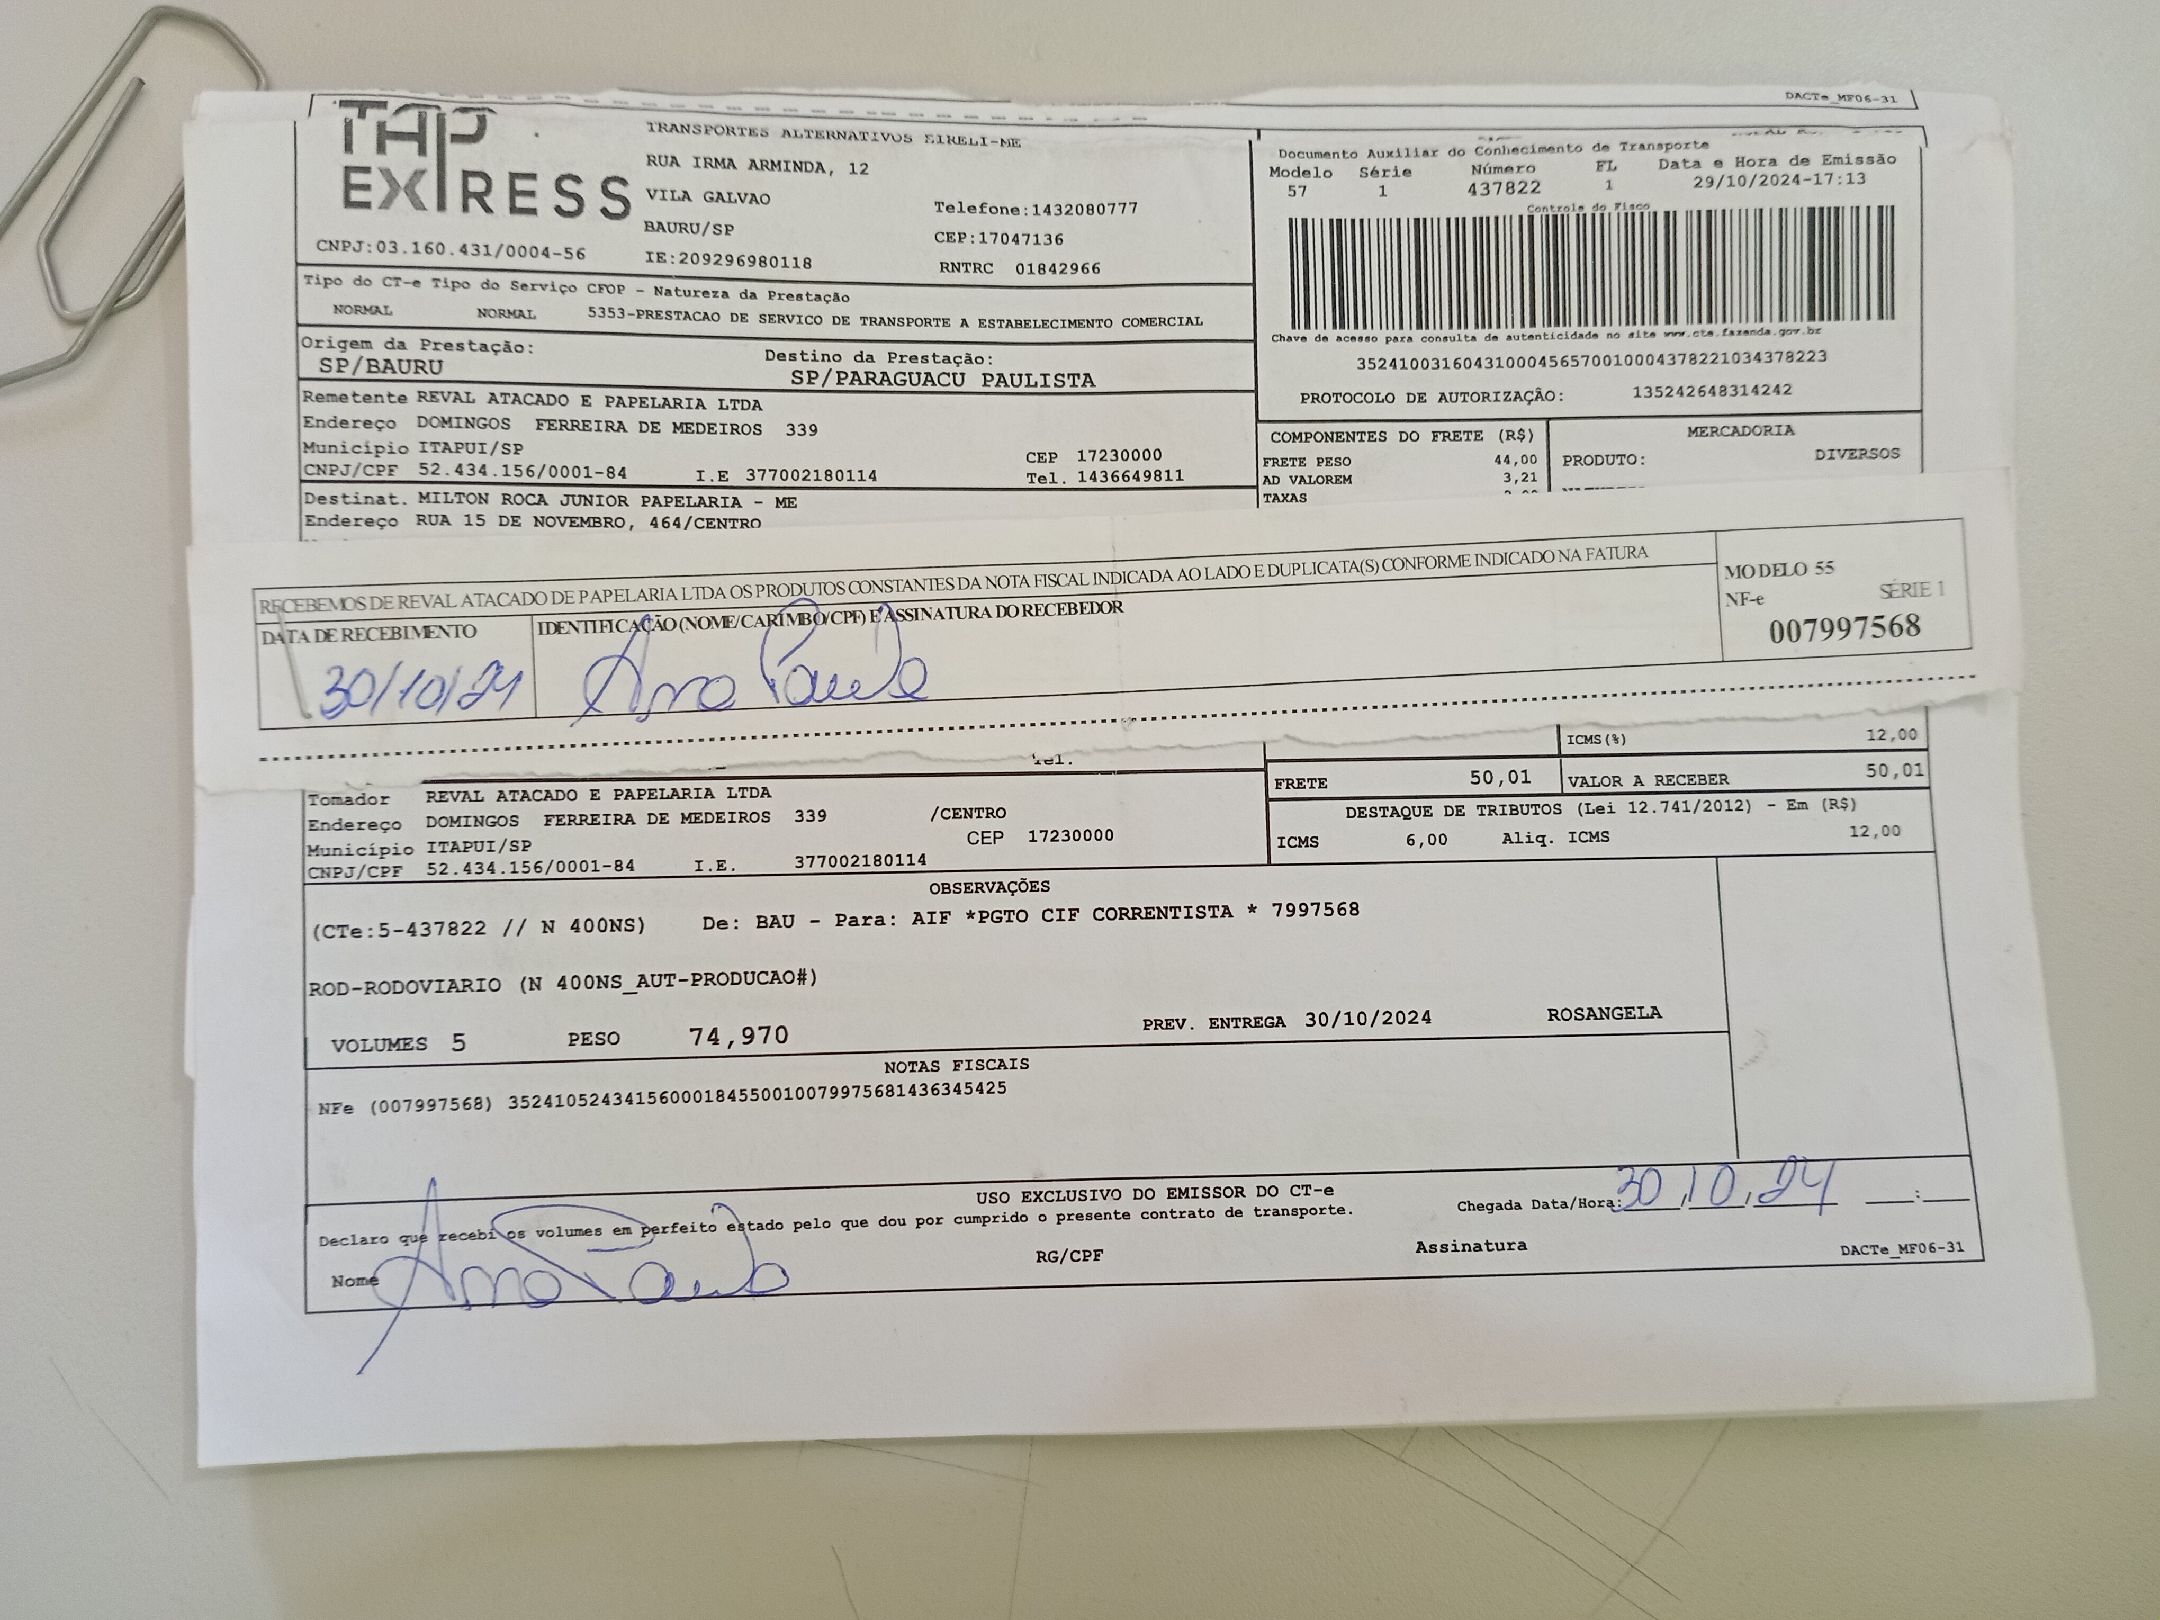 DACTe_MF06-31
TAP
EXPRESS
TRANSPORTES ALTERNATIVOS EIRELI-ME
RUA IRMA ARMINDA, 12
VILA GALVAO
Telefone:1432080777
BAURU/SP
CEP:17047136
CNPJ:03.160.431/0004-56
IE:209296980118
RNTRC 01842966
Documento Auxiliar do Conhecimento de Transporte
Modelo Série Número FL Data e Hora de Emissão
57 1 437822 1 29/10/2024-17:13
Controle do Fisco
Chave de acesso para consulta de autenticidade no site www.cte.fazenda.gov.br
35241003160431000456570010004378221034378223
PROTOCOLO DE AUTORIZAÇÃO: 135242648314242
Tipo do CT-e Tipo do Serviço CFOP - Natureza da Prestação
NORMAL NORMAL 5353-PRESTACAO DE SERVICO DE TRANSPORTE A ESTABELECIMENTO COMERCIAL
Origem da Prestação: Destino da Prestação:
SP/BAURU SP/PARAGUACU PAULISTA
Remetente REVAL ATACADO E PAPELARIA LTDA
Endereço DOMINGOS FERREIRA DE MEDEIROS 339
Município ITAPUI/SP CEP 17230000
CNPJ/CPF 52.434.156/0001-84 I.E 377002180114 Tel. 1436649811
COMPONENTES DO FRETE (R$) MERCADORIA
FRETE PESO 44,00 PRODUTO: DIVERSOS
AD VALOREM 3,21
TAXAS
Destinat. MILTON ROCA JUNIOR PAPELARIA - ME
Endereço RUA 15 DE NOVEMBRO, 464/CENTRO
RECEBEMOS DE REVAL ATACADO DE PAPELARIA LTDA OS PRODUTOS CONSTANTES DA NOTA FISCAL INDICADA AO LADO E DUPLICATA(S) CONFORME INDICADO NA FATURA
MODELO 55
NF-e SÉRIE 1
007997568
DATA DE RECEBIMENTO IDENTIFICAÇÃO (NOME/CARIMBO/CPF) E ASSINATURA DO RECEBEDOR
30/10/24 Ana Paula
Tel.
ICMS(%) 12,00
FRETE 50,01 VALOR A RECEBER 50,01
Tomador REVAL ATACADO E PAPELARIA LTDA
Endereço DOMINGOS FERREIRA DE MEDEIROS 339 /CENTRO
Município ITAPUI/SP CEP 17230000
CNPJ/CPF 52.434.156/0001-84 I.E. 377002180114
DESTAQUE DE TRIBUTOS (Lei 12.741/2012) - Em (R$)
ICMS 6,00 Aliq. ICMS 12,00
OBSERVAÇÕES
(CTe:5-437822 // N 400NS) De: BAU - Para: AIF *PGTO CIF CORRENTISTA * 7997568
ROD-RODOVIARIO (N 400NS_AUT-PRODUCAO#)
VOLUMES 5 PESO 74,970 PREV. ENTREGA 30/10/2024 ROSANGELA
NOTAS FISCAIS
NFe (007997568) 35241052434156000184550010079975681436345425
USO EXCLUSIVO DO EMISSOR DO CT-e
Chegada Data/Hora: 30/10/24 :
Declaro que recebi os volumes em perfeito estado pelo que dou por cumprido o presente contrato de transporte.
Nome Ana Paula RG/CPF Assinatura DACTe_MF06-31